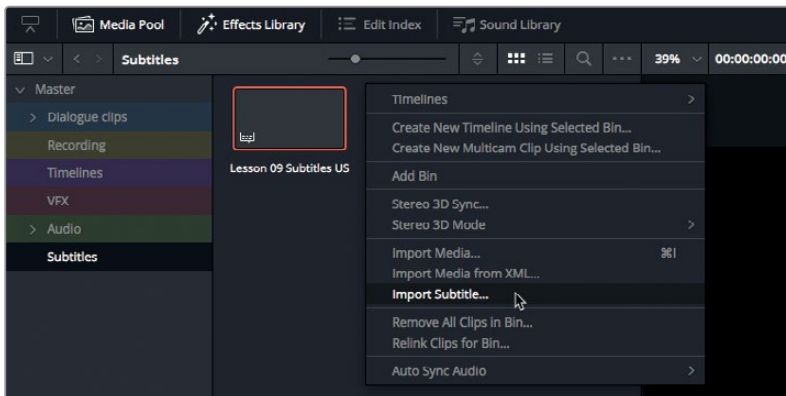 Media Pool Effects Library Edit Index Sound Library
Subtitles 39% 00:00:00:00
Master
Dialogue clips
Recording
Timelines
VFX
Audio
Subtitles
Lesson 09 Subtitles US
Timelines
Create New Timeline Using Selected Bin...
Create New Multicam Clip Using Selected Bin...
Add Bin
Stereo 3D Sync...
Stereo 3D Mode
Import Media... ⌘I
Import Media from XML...
Import Subtitle...
Remove All Clips in Bin...
Relink Clips for Bin...
Auto Sync Audio